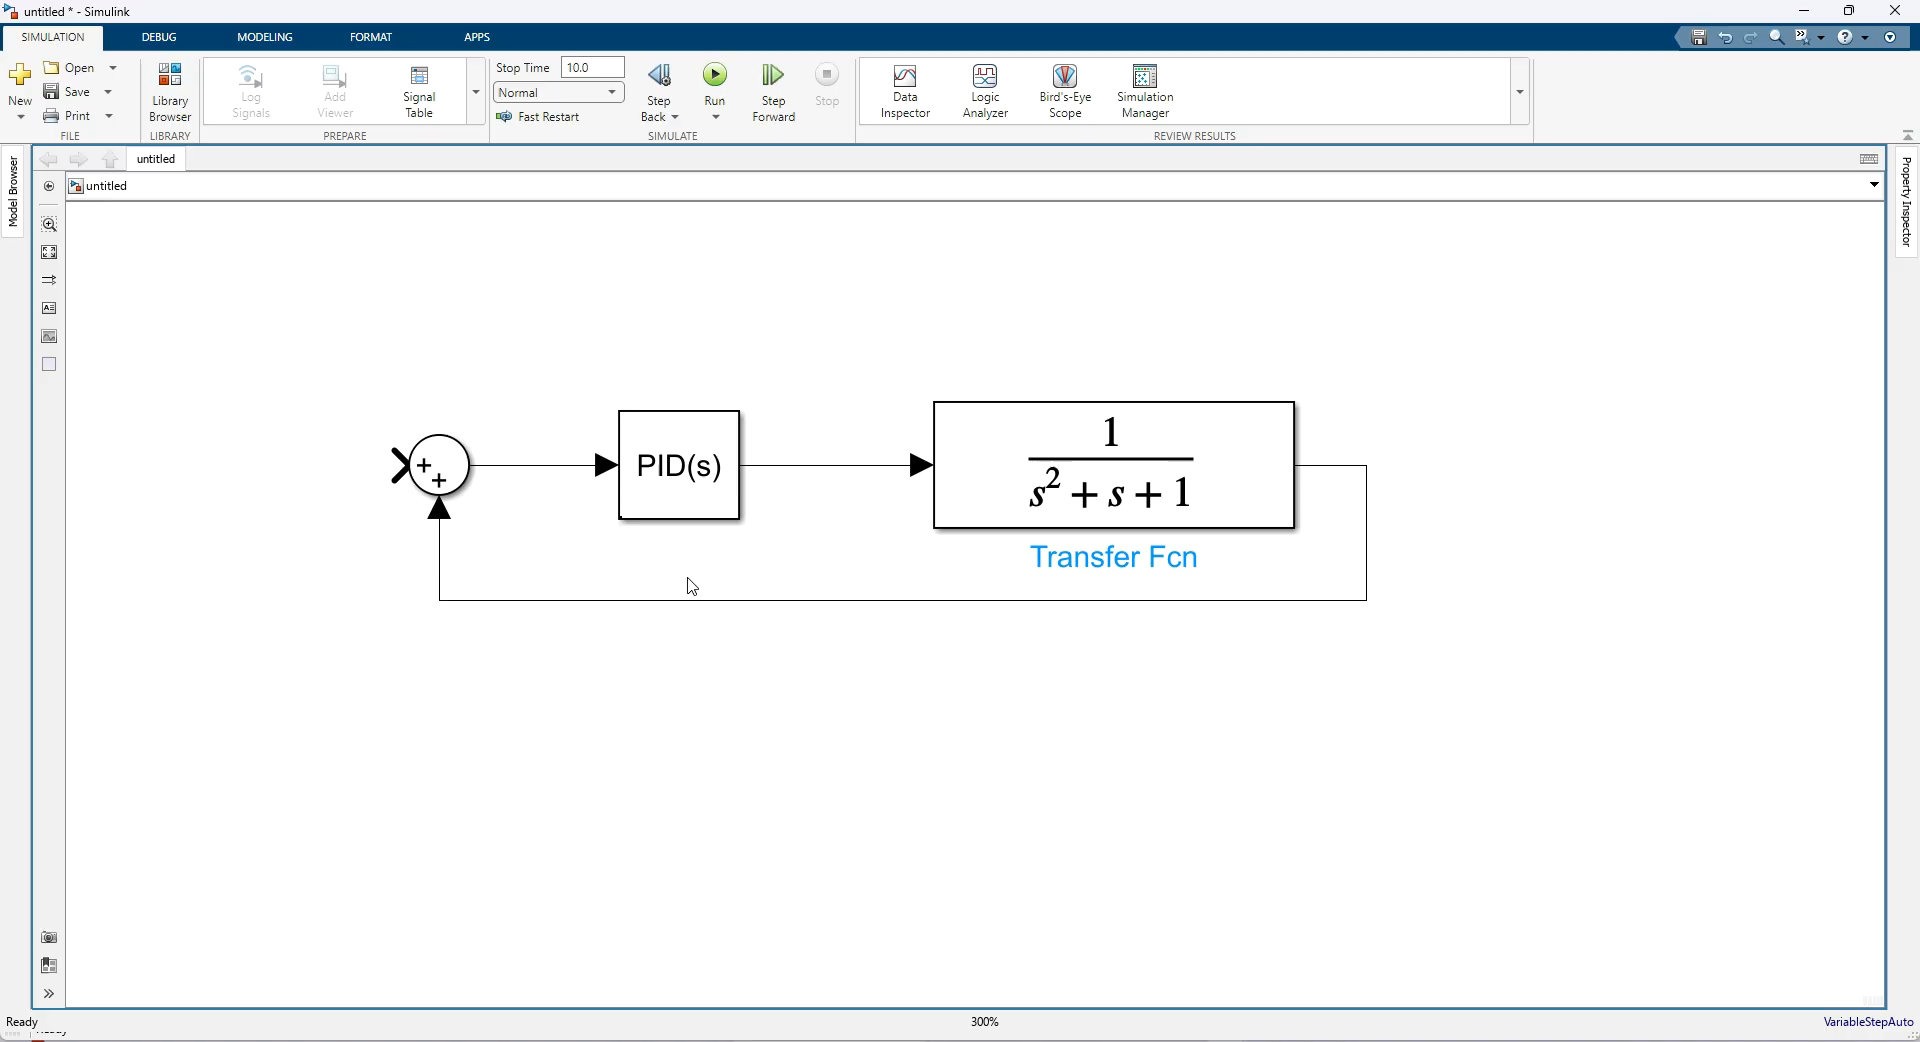 untitled * - Simulink
SIMULATION DEBUG MODELING FORMAT APPS
New
Open
Save
Print
FILE
Library
Browser
LIBRARY
Log
Signals
Add
Viewer
Signal
Table
PREPARE
Stop Time 10.0
Normal
Fast Restart
Step
Back
Run
Step
Forward
Stop
SIMULATE
Data
Inspector
Logic
Analyzer
Bird's-Eye
Scope
Simulation
Manager
REVIEW RESULTS
Model Browser
untitled
untitled
Property Inspector
+
+
PID(s)
1
s² + s + 1
Transfer Fcn
Ready
300%
VariableStepAuto